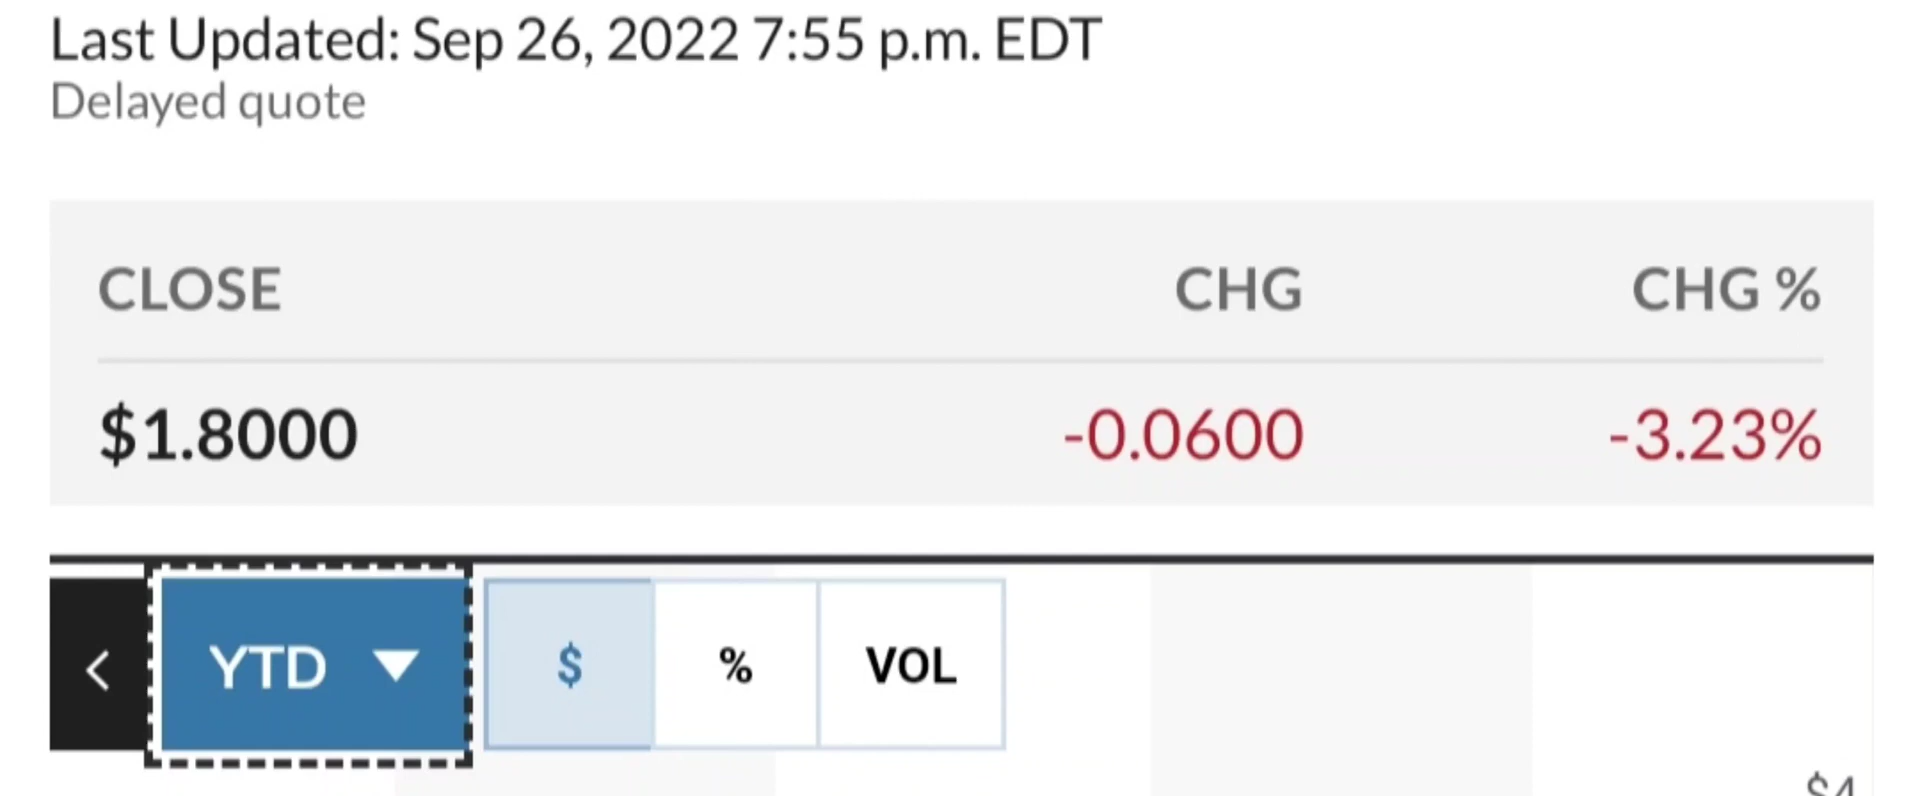 Last Updated: Sep 26, 2022 7:55 p.m. EDT
Delayed quote
CLOSE CHG CHG %
$1.8000 -0.0600 -3.23%
YTD $ % VOL
$4